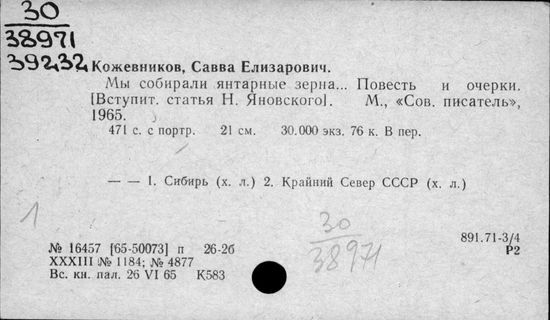 30
38971
39232
Кожевников, Савва Елизарович.
Мы собирали янтарные зерна... Повесть и очерки.
[Вступит. статья Н. Яновского]. М., «Сов. писатель»,
1965.
471 с. с портр. 21 см. 30.000 экз. 76 к. В пер.
— — 1. Сибирь (х. л.) 2. Крайний Север СССР (х. л.)
1
30
38971
891.71-3/4
Р2
№ 16457 [65-50073] п 26-2б
XXXIII № 1184; № 4877
Вс. кн. пал. 26 VI 65 К583